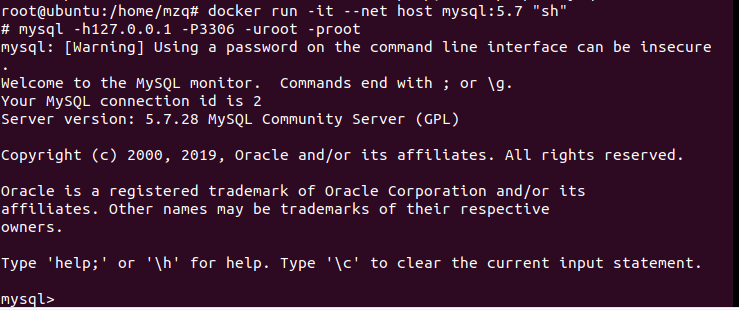 root@ubuntu:/home/mzq# docker run -it --net host mysql:5.7 "sh"
# mysql -h127.0.0.1 -P3306 -uroot -proot
mysql: [Warning] Using a password on the command line interface can be insecure
.
Welcome to the MySQL monitor.  Commands end with ; or \g.
Your MySQL connection id is 2
Server version: 5.7.28 MySQL Community Server (GPL)
Copyright (c) 2000, 2019, Oracle and/or its affiliates. All rights reserved.
Oracle is a registered trademark of Oracle Corporation and/or its
affiliates. Other names may be trademarks of their respective
owners.
Type 'help;' or '\h' for help. Type '\c' to clear the current input statement.
mysql>